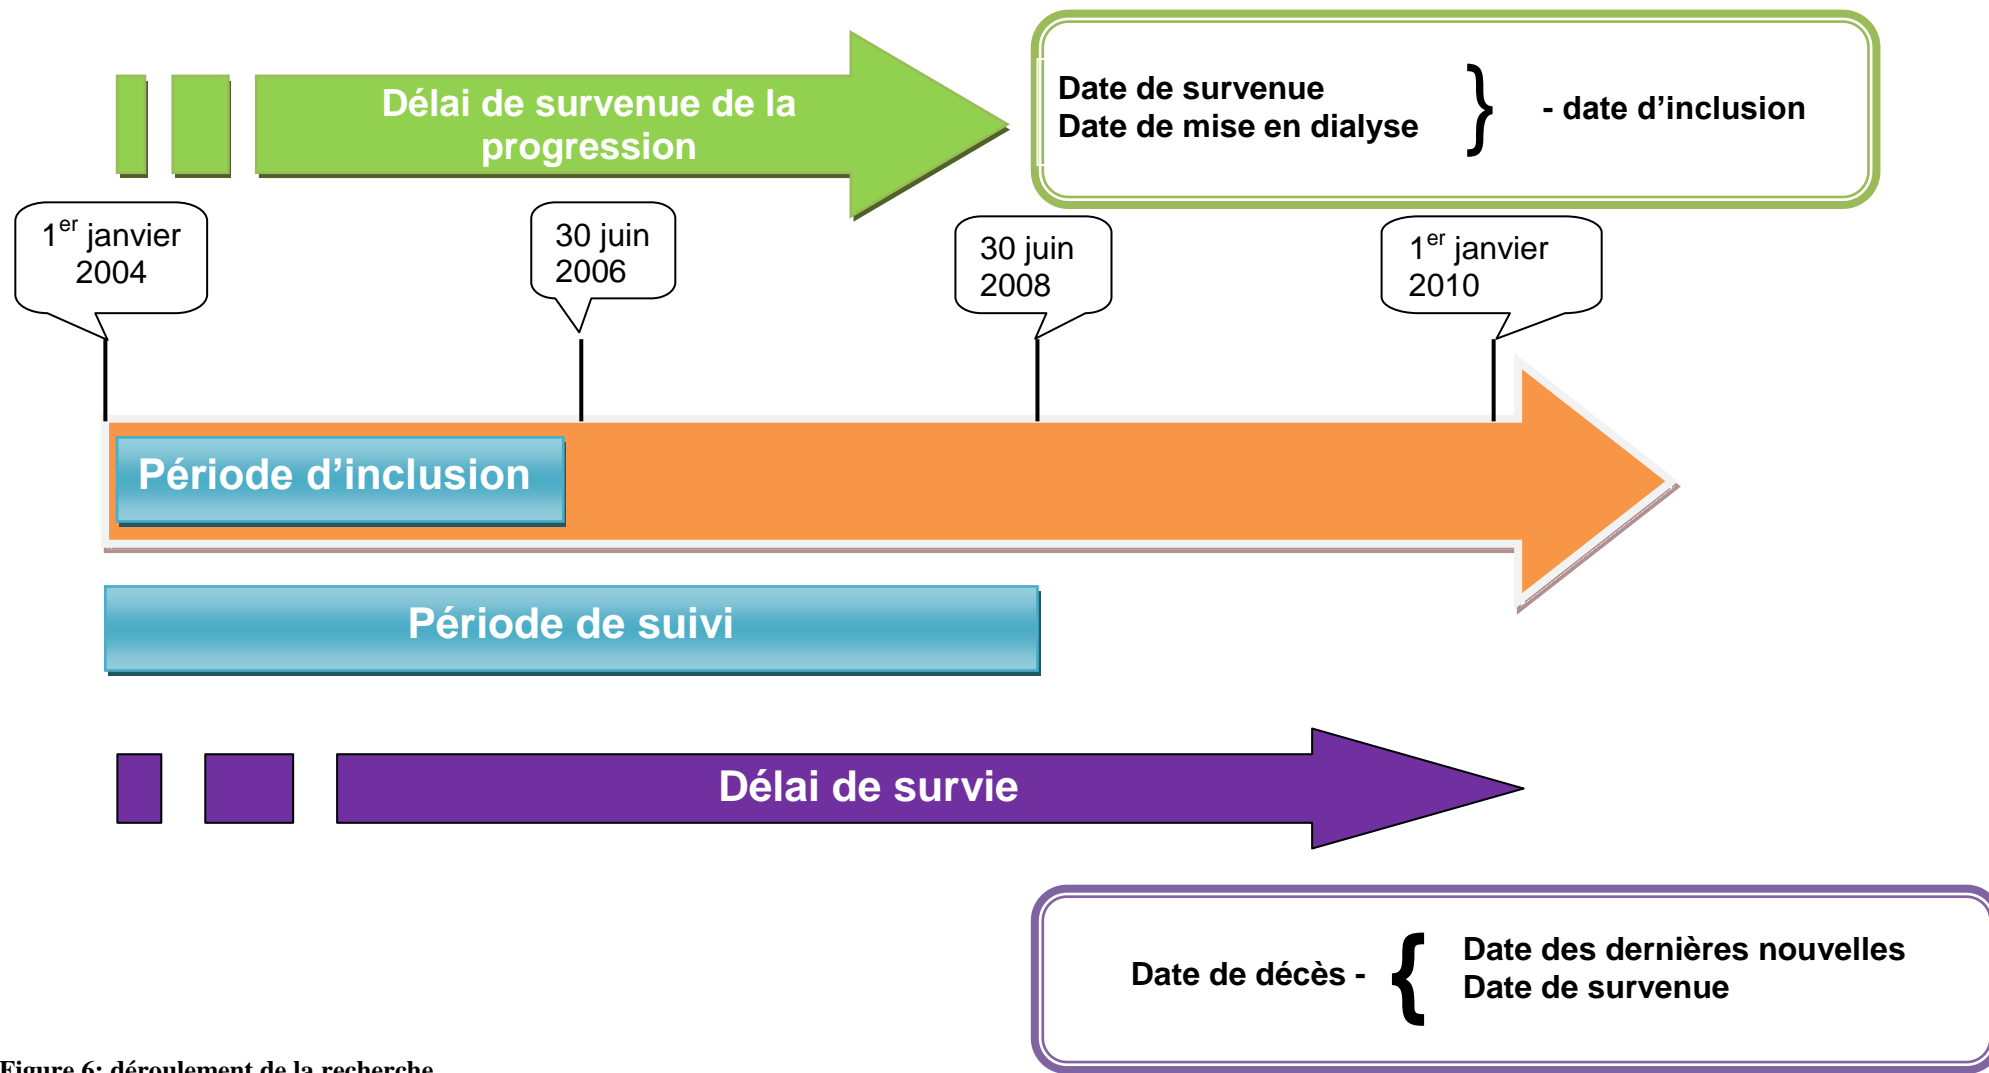 Délai de survenue de la
progression
Date de survenue
Date de mise en dialyse
} - date d’inclusion
1er janvier
2004
30 juin
2006
30 juin
2008
1er janvier
2010
Période d’inclusion
Période de suivi
Délai de survie
Date de décès - {
Date des dernières nouvelles
Date de survenue
Figure 6: déroulement de la recherche